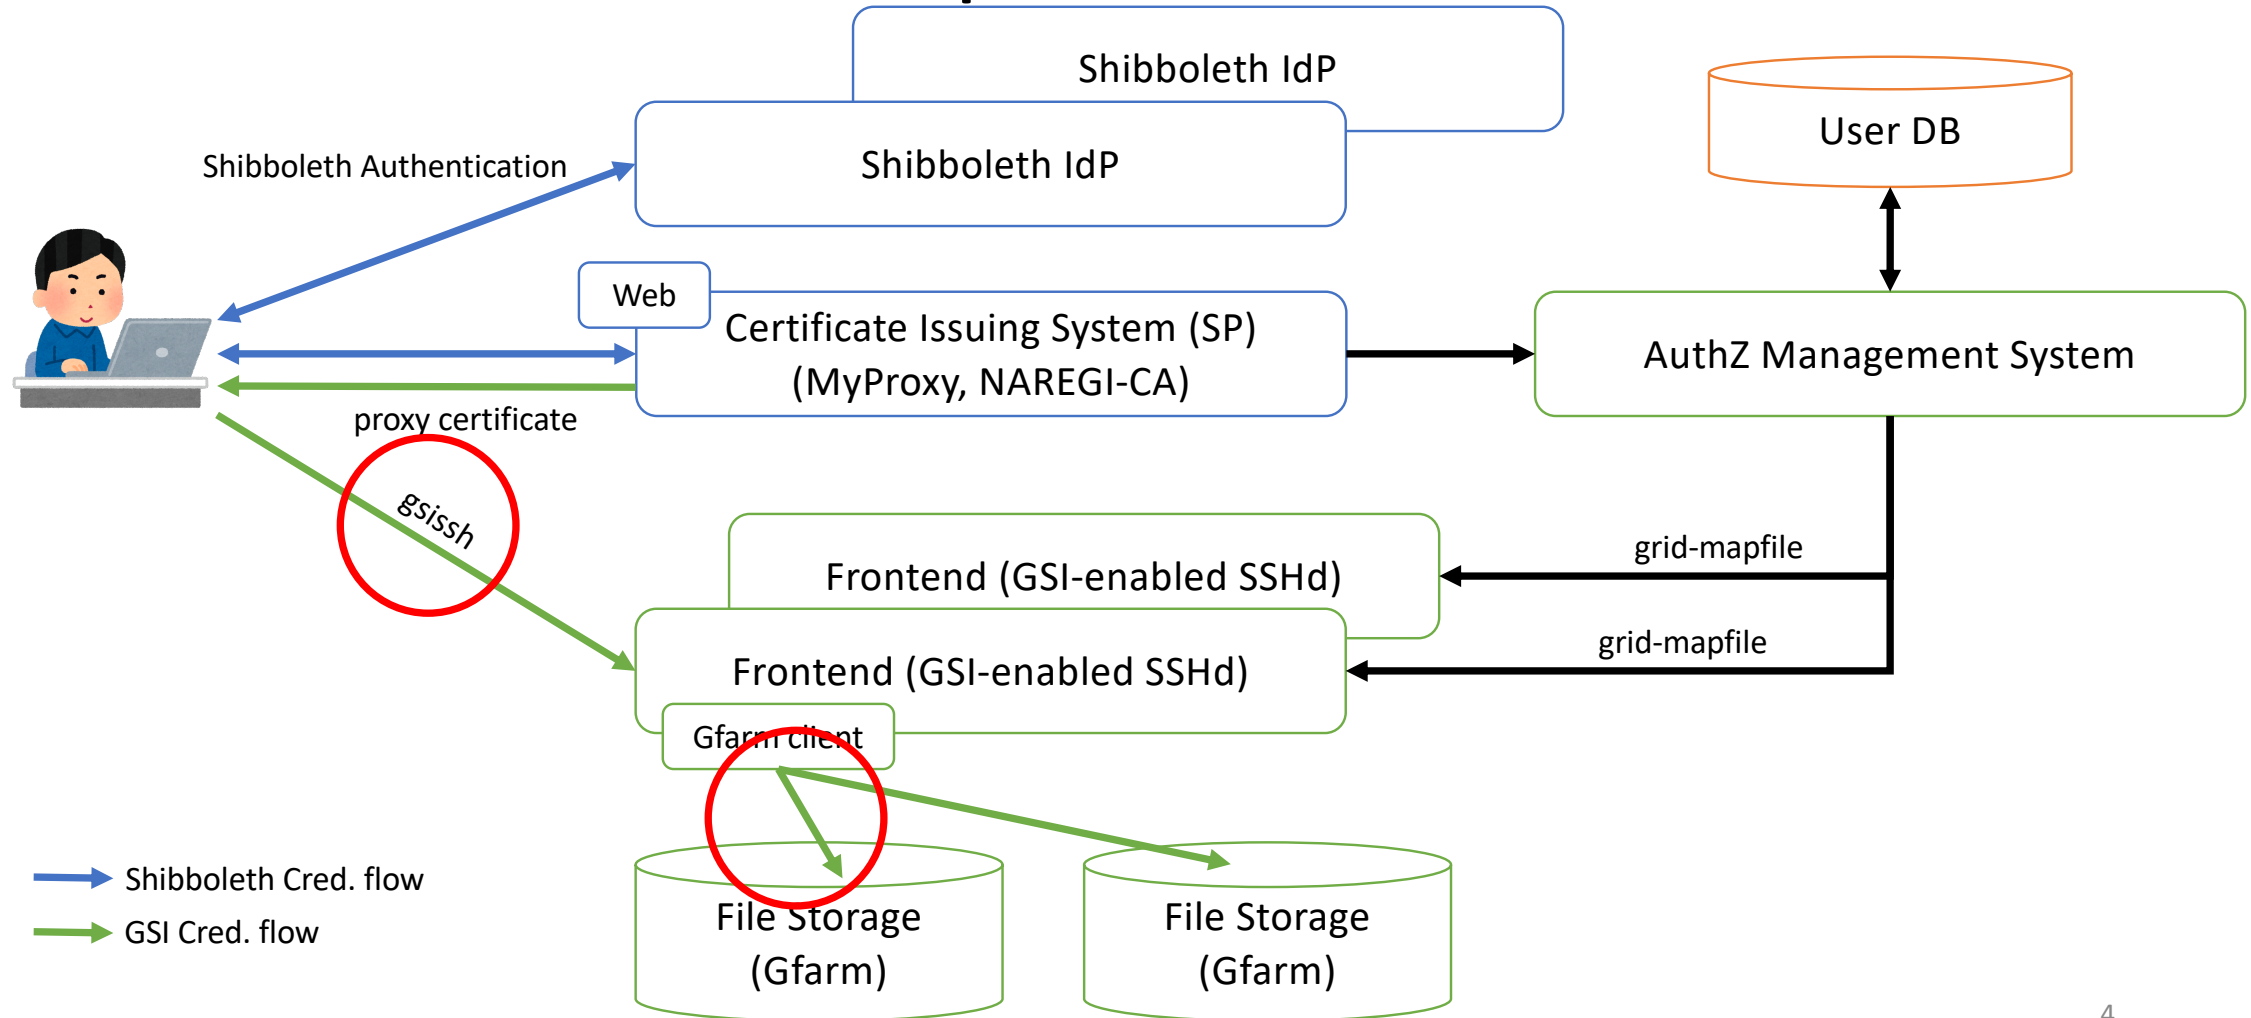 Shibboleth IdP
User DB
Shibboleth IdP
Shibboleth Authentication
Web
Certificate Issuing System (SP)
(MyProxy, NAREGI-CA)
AuthZ Management System
proxy certificate
gsissh
grid-mapfile
Frontend (GSI-enabled SSHd)
grid-mapfile
Frontend (GSI-enabled SSHd)
Gfarm client
Shibboleth Cred. flow
GSI Cred. flow
File Storage
(Gfarm)
File Storage
(Gfarm)
4